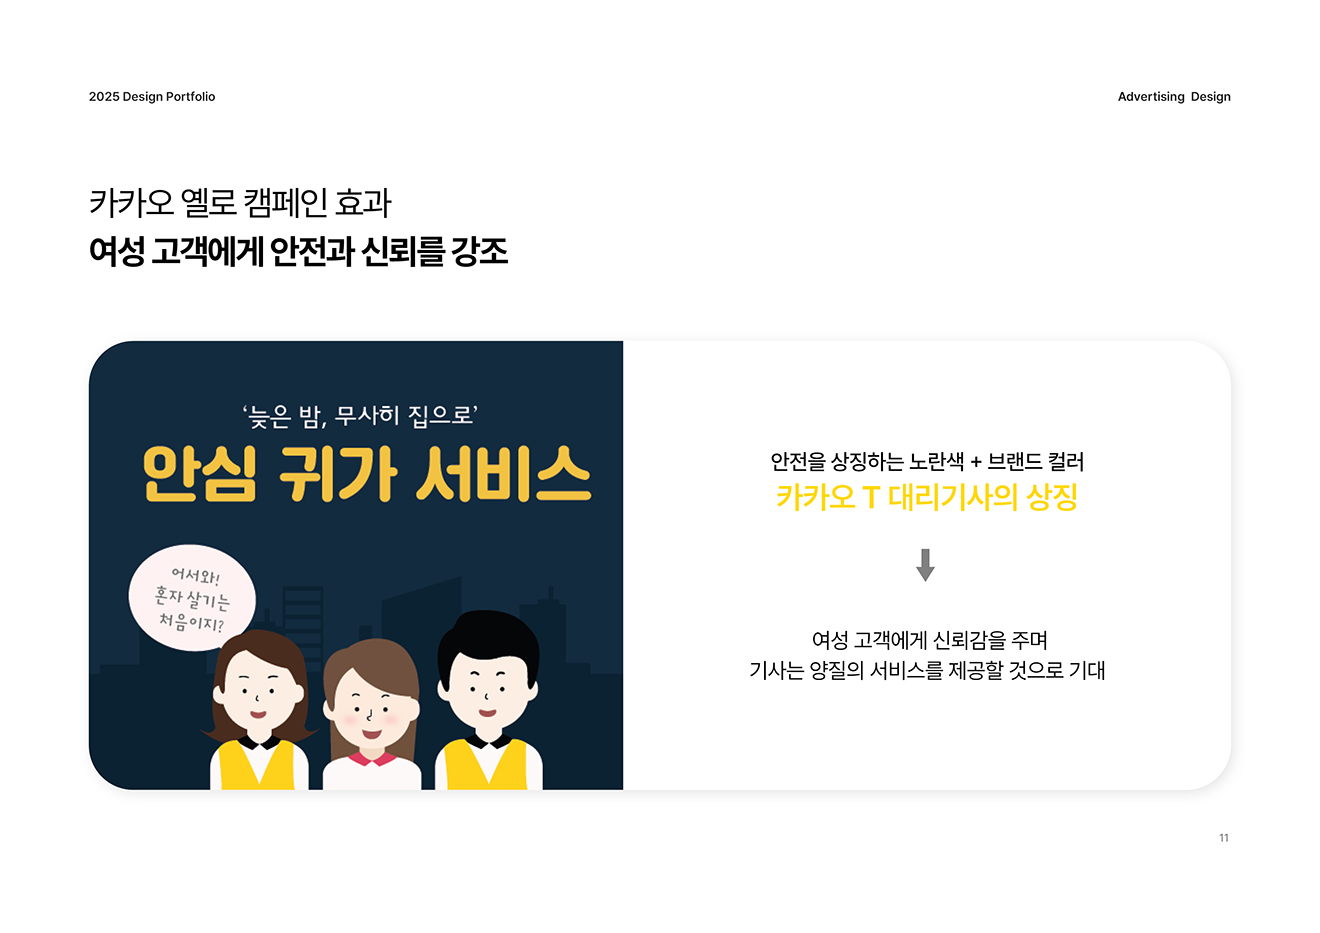 2025 Design Portfolio
Advertising Design
카카오 옐로 캠페인 효과
여성 고객에게 안전과 신뢰를 강조
‘늦은 밤, 무사히 집으로’
안심 귀가 서비스
어서와!
혼자 살기는
처음이지?
안전을 상징하는 노란색 + 브랜드 컬러
카카오 T 대리기사의 상징
여성 고객에게 신뢰감을 주며
기사는 양질의 서비스를 제공할 것으로 기대
11